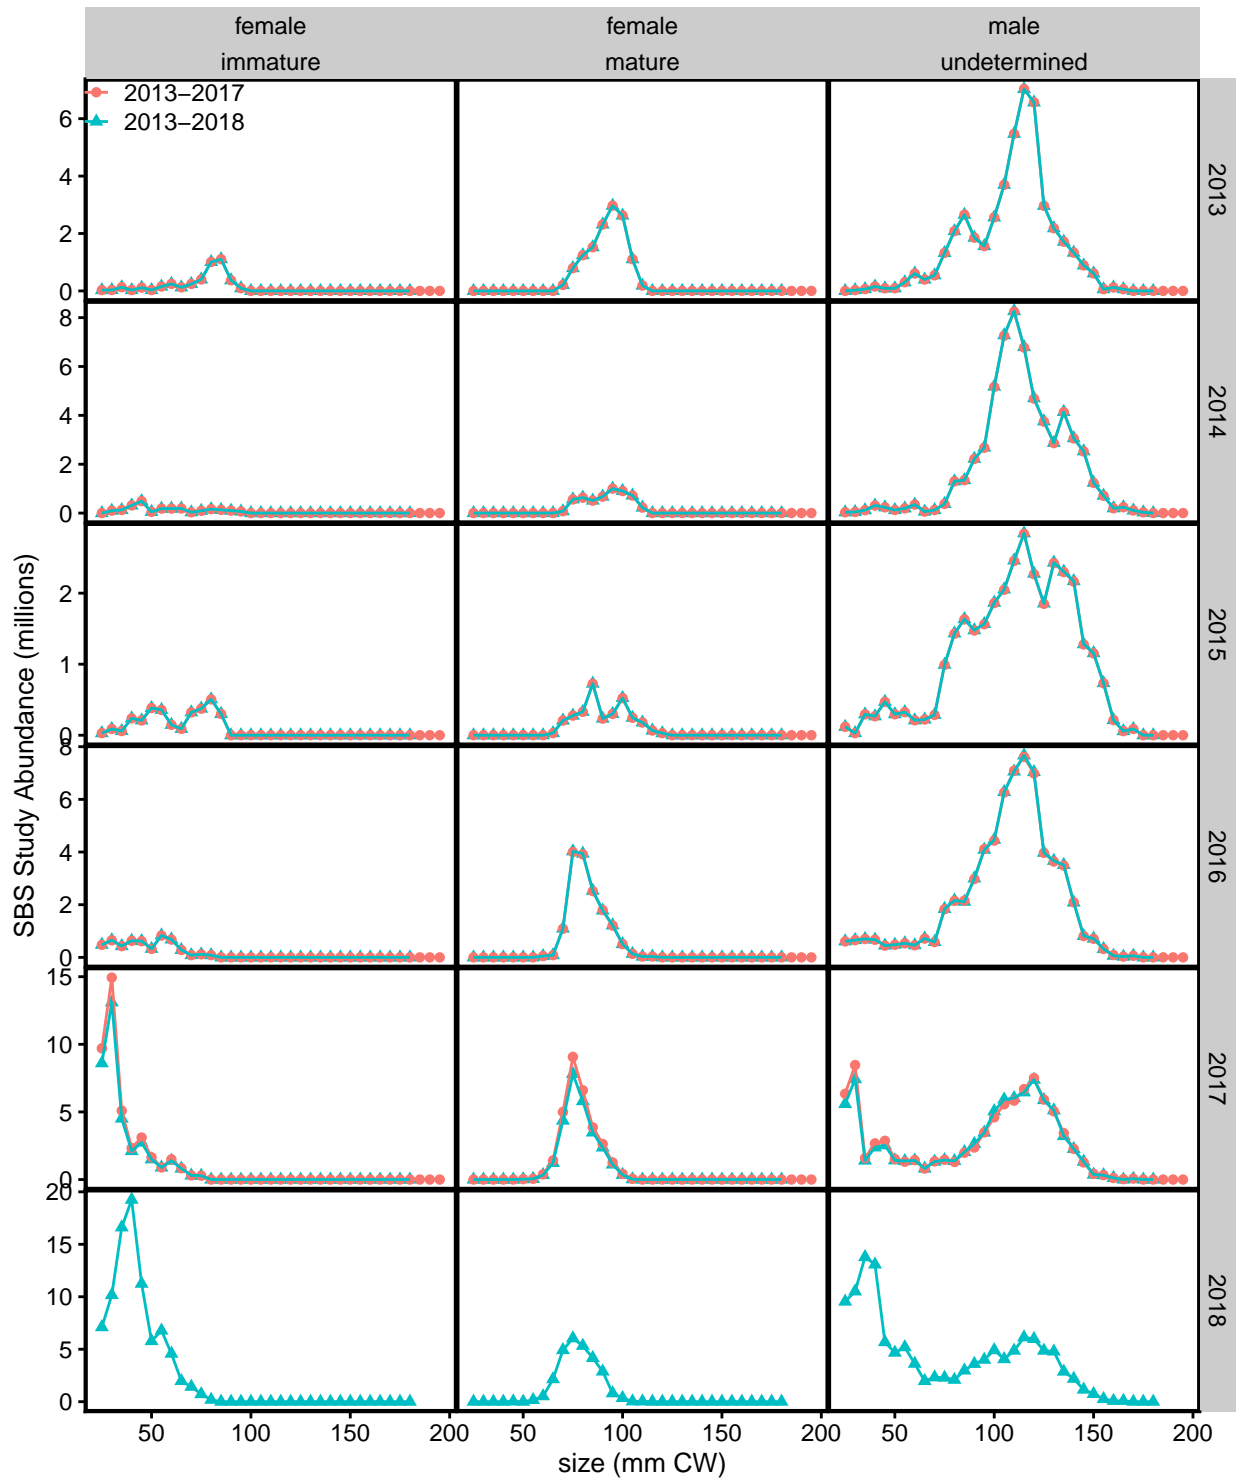 female female male
immature mature undetermined
2013−2017
2013−2018
SBS Study Abundance (millions)
0 2 4 6
2013
0 2 4 6 8
2014
0 1 2
2015
0 2 4 6 8
2016
0 5 10 15
2017
0 5 10 15 20
2018
50 100 150 200 50 100 150 200 50 100 150 200
size (mm CW)